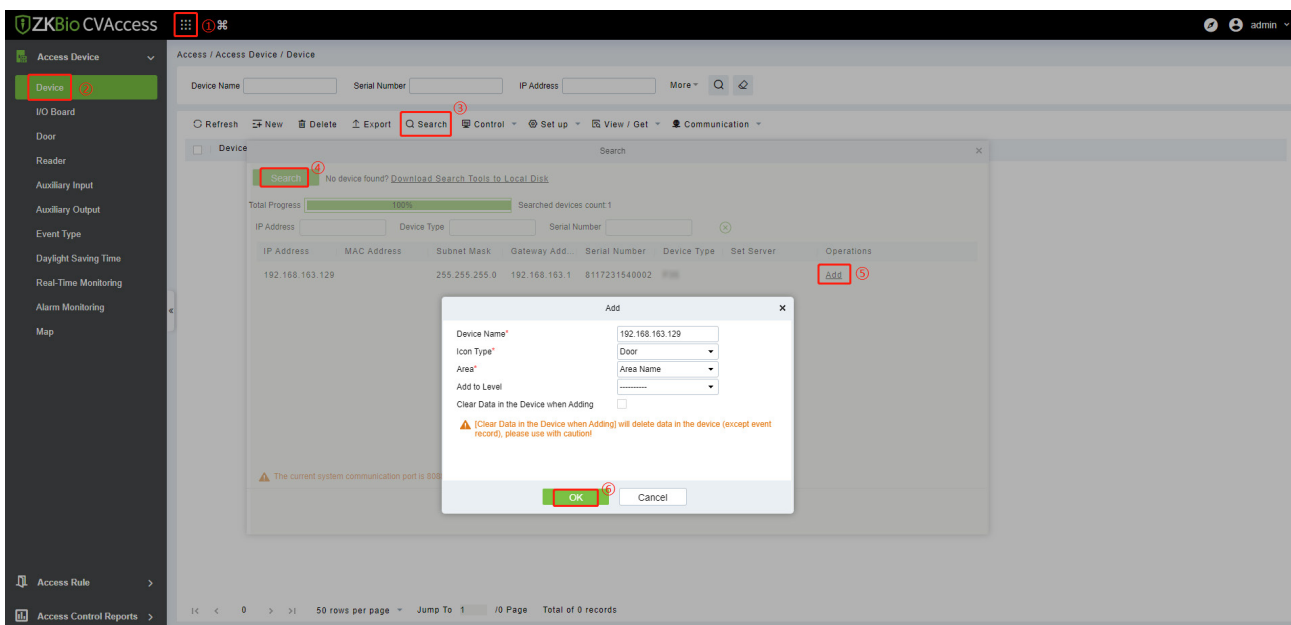 ZKBio CVAccess ① ⌘ admin
Access Device
Access / Access Device / Device
Device ②
Device Name Serial Number IP Address More
I/O Board
③
Refresh New Delete Export Search Control Set up View / Get Communication
Door
Device
Search
Reader
④
Search No device found? Download Search Tools to Local Disk
Auxiliary Input
Auxiliary Output
Total Progress 100% Searched devices count:1
Event Type
IP Address Device Type Serial Number
Daylight Saving Time
IP Address MAC Address Subnet Mask Gateway Add.. Serial Number Device Type Set Server Operations
Real-Time Monitoring
192.168.163.129 255.255.255.0 192.168.163.1 8117231540002 Add ⑤
Alarm Monitoring
Map
Add
Device Name* 192.168.163.129
Icon Type* Door
Area* Area Name
Add to Level ----------
Clear Data in the Device when Adding
[Clear Data in the Device when Adding] will delete data in the device (except event
record), please use with caution!
The current system communication port is
OK ⑥ Cancel
Access Rule
Access Control Reports
0 50 rows per page Jump To 1 /0 Page Total of 0 records